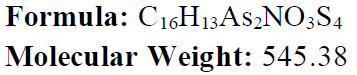 Formula: C₁₆H₁₃As₂NO₃S₄
Molecular Weight: 545.38